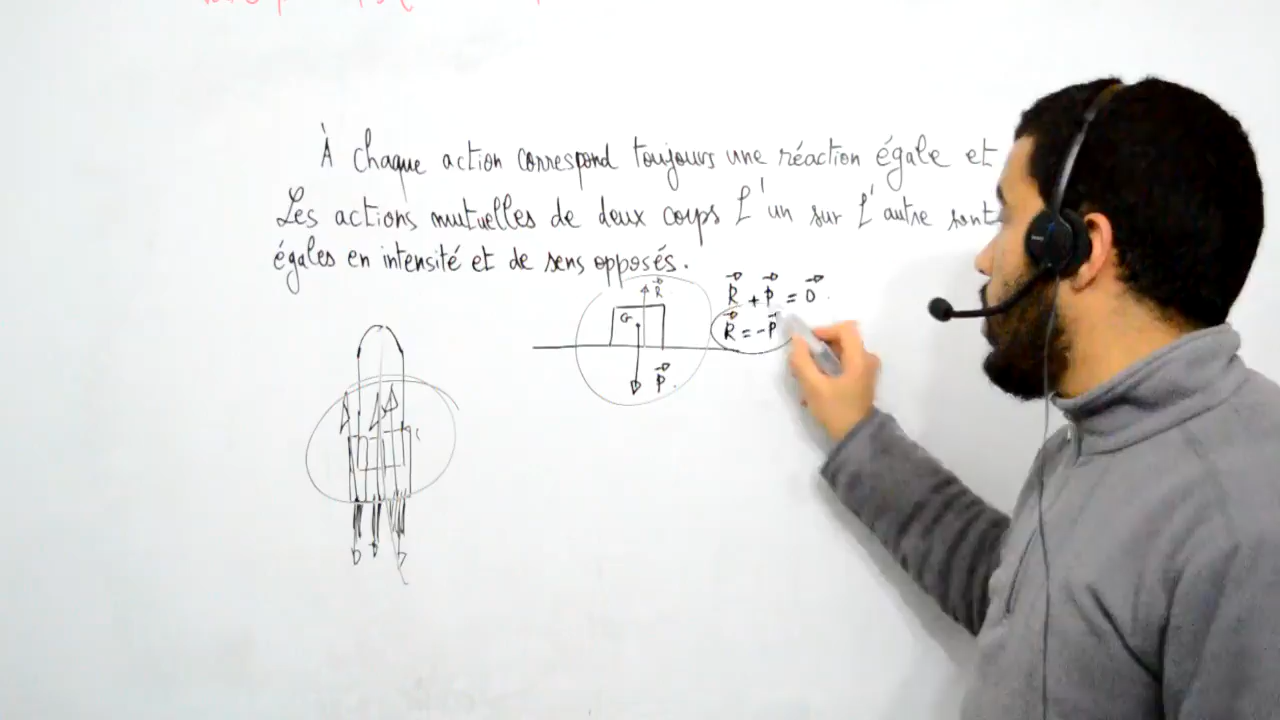 À chaque action correspond toujours une réaction égale et
Les actions mutuelles de deux corps l'un sur l'autre sont
égales en intensité et de sens opposés.
R⃗
R⃗ + P⃗ = 0⃗.
G
R⃗ = -P⃗
P⃗.